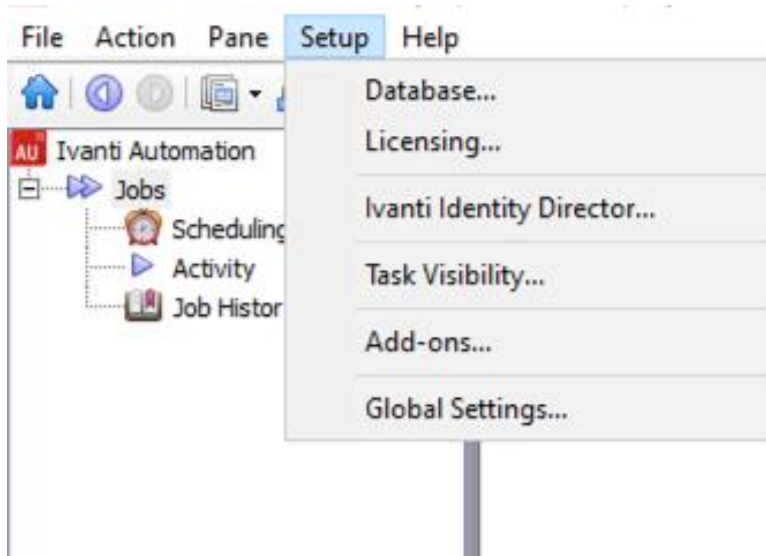 File Action Pane Setup Help
Database...
Licensing...
Ivanti Identity Director...
Task Visibility...
Add-ons...
Global Settings...
AU Ivanti Automation
Jobs
Scheduling
Activity
Job Histor